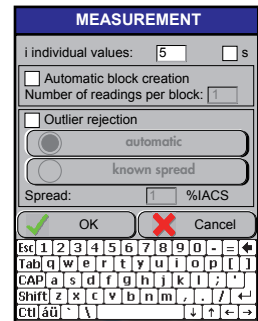 MEASUREMENT
i individual values: 5 s
Automatic block creation
Number of readings per block: 1
Outlier rejection
automatic
known spread
Spread: 1 %IACS
OK Cancel
Esc 1 2 3 4 5 6 7 8 9 0 - =
Tab q w e r t y u i o p [ ]
CAP a s d f g h j k l ; '
Shift z x c v b n m , . /
Ctl áü ` \